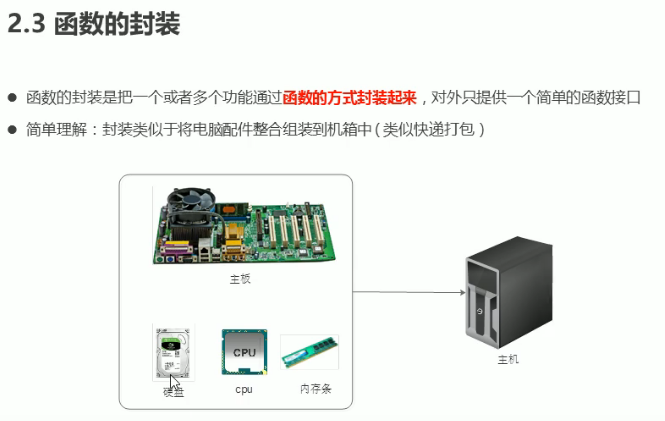 2.3 函数的封装
● 函数的封装是把一个或者多个功能通过函数的方式封装起来，对外只提供一个简单的函数接口
● 简单理解：封装类似于将电脑配件整合组装到机箱中（类似快递打包）
主板
CPU
硬盘
cpu
内存条
主机